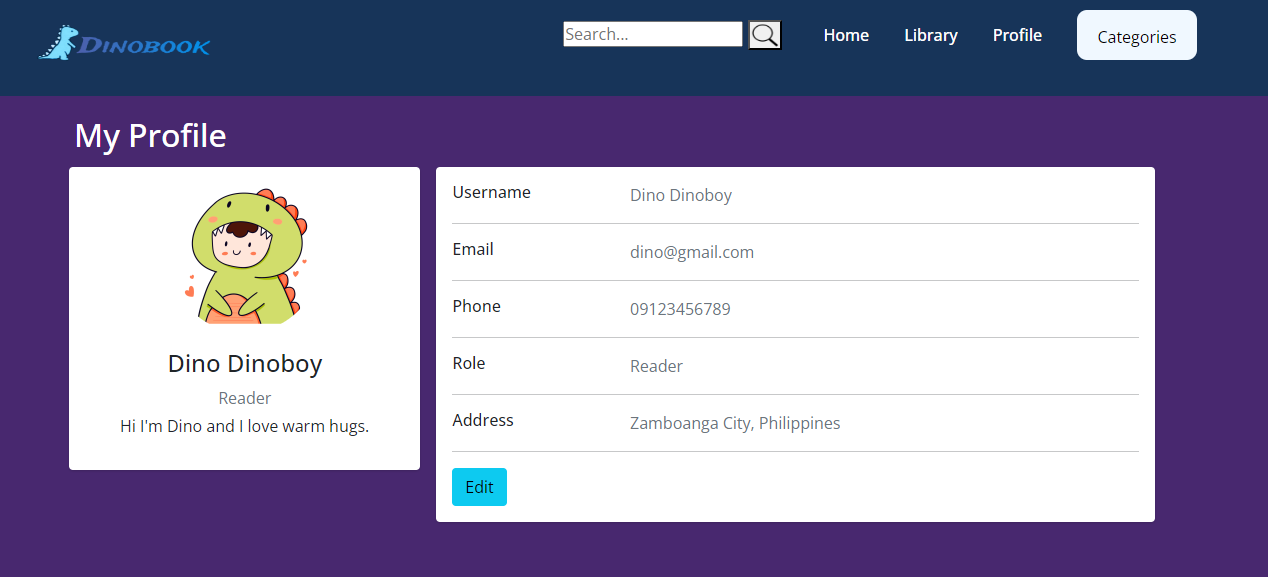 DINOBOOK
Search...
Home
Library
Profile
Categories
My Profile
Dino Dinoboy
Reader
Hi I'm Dino and I love warm hugs.
Username Dino Dinoboy
Email dino@gmail.com
Phone 09123456789
Role Reader
Address Zamboanga City, Philippines
Edit